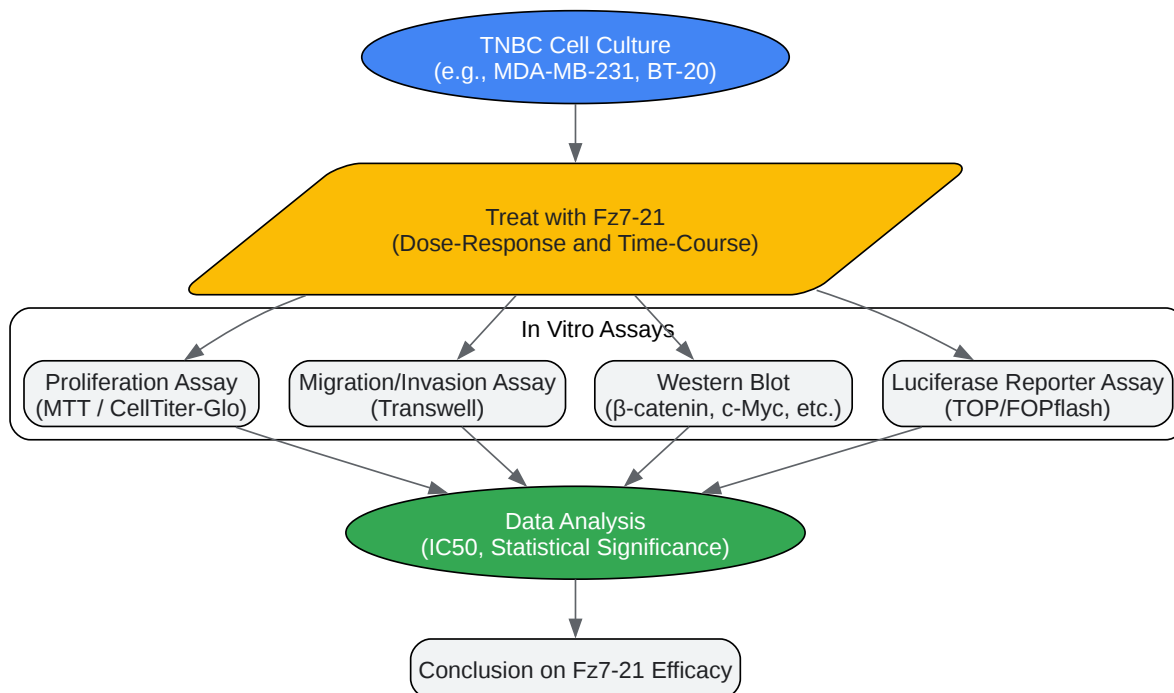 TNBC Cell Culture
(e.g., MDA-MB-231, BT-20)
Treat with Fz7-21
(Dose-Response and Time-Course)
In Vitro Assays
Proliferation Assay
(MTT / CellTiter-Glo)
Migration/Invasion Assay
(Transwell)
Western Blot
(β-catenin, c-Myc, etc.)
Luciferase Reporter Assay
(TOP/FOPflash)
Data Analysis
(IC50, Statistical Significance)
Conclusion on Fz7-21 Efficacy